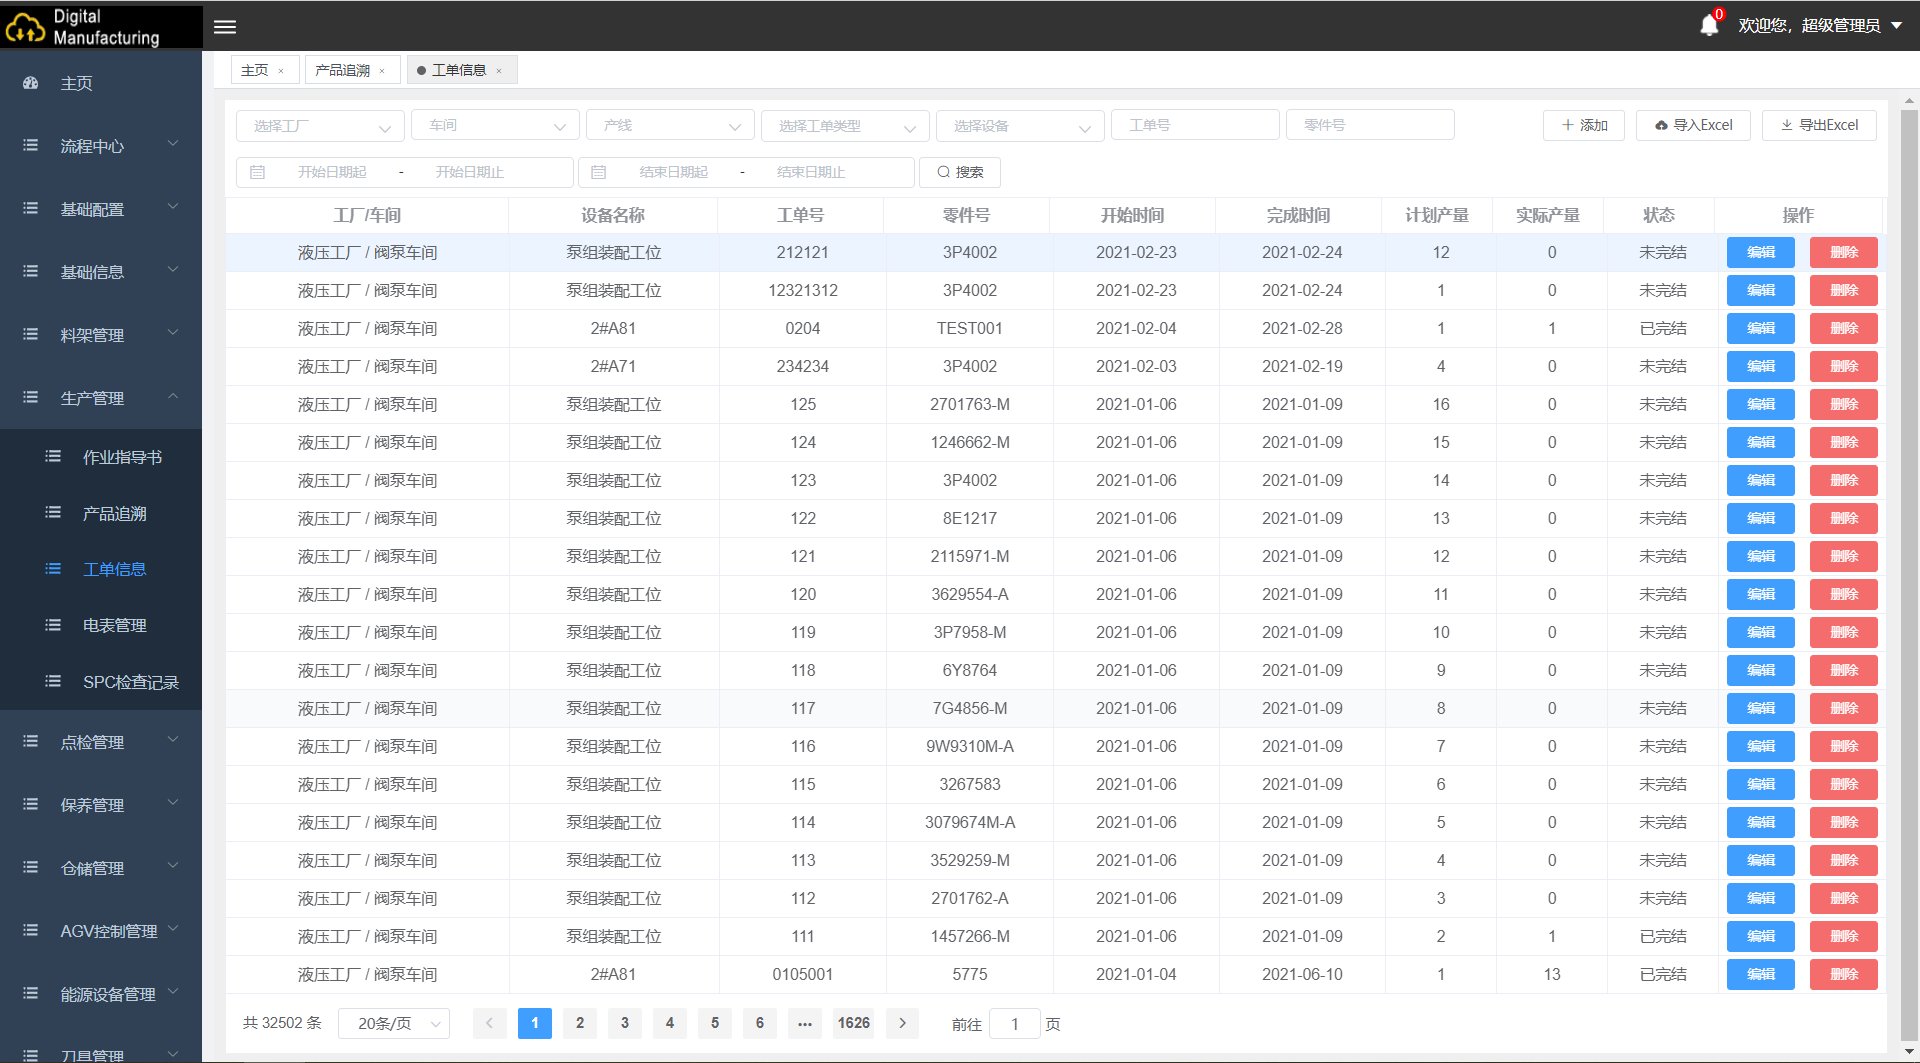 Digital
Manufacturing
0
欢迎您，超级管理员
主页
流程中心
基础配置
基础信息
料架管理
生产管理
作业指导书
产品追溯
工单信息
电表管理
SPC检查记录
点检管理
保养管理
仓储管理
AGV控制管理
能源设备管理
刀具管理
主页 × 产品追溯 × 工单信息 ×
选择工厂 车间 产线 选择工单类型 选择设备 工单号 零件号 添加 导入Excel 导出Excel
开始日期起 - 开始日期止 结束日期起 - 结束日期止 搜索
工厂/车间 设备名称 工单号 零件号 开始时间 完成时间 计划产量 实际产量 状态 操作
液压工厂 / 阀泵车间 泵组装配工位 212121 3P4002 2021-02-23 2021-02-24 12 0 未完结 编辑 删除
液压工厂 / 阀泵车间 泵组装配工位 12321312 3P4002 2021-02-23 2021-02-24 1 0 未完结 编辑 删除
液压工厂 / 阀泵车间 2#A81 0204 TEST001 2021-02-04 2021-02-28 1 1 已完结 编辑 删除
液压工厂 / 阀泵车间 2#A71 234234 3P4002 2021-02-03 2021-02-19 4 0 未完结 编辑 删除
液压工厂 / 阀泵车间 泵组装配工位 125 2701763-M 2021-01-06 2021-01-09 16 0 未完结 编辑 删除
液压工厂 / 阀泵车间 泵组装配工位 124 1246662-M 2021-01-06 2021-01-09 15 0 未完结 编辑 删除
液压工厂 / 阀泵车间 泵组装配工位 123 3P4002 2021-01-06 2021-01-09 14 0 未完结 编辑 删除
液压工厂 / 阀泵车间 泵组装配工位 122 8E1217 2021-01-06 2021-01-09 13 0 未完结 编辑 删除
液压工厂 / 阀泵车间 泵组装配工位 121 2115971-M 2021-01-06 2021-01-09 12 0 未完结 编辑 删除
液压工厂 / 阀泵车间 泵组装配工位 120 3629554-A 2021-01-06 2021-01-09 11 0 未完结 编辑 删除
液压工厂 / 阀泵车间 泵组装配工位 119 3P7958-M 2021-01-06 2021-01-09 10 0 未完结 编辑 删除
液压工厂 / 阀泵车间 泵组装配工位 118 6Y8764 2021-01-06 2021-01-09 9 0 未完结 编辑 删除
液压工厂 / 阀泵车间 泵组装配工位 117 7G4856-M 2021-01-06 2021-01-09 8 0 未完结 编辑 删除
液压工厂 / 阀泵车间 泵组装配工位 116 9W9310M-A 2021-01-06 2021-01-09 7 0 未完结 编辑 删除
液压工厂 / 阀泵车间 泵组装配工位 115 3267583 2021-01-06 2021-01-09 6 0 未完结 编辑 删除
液压工厂 / 阀泵车间 泵组装配工位 114 3079674M-A 2021-01-06 2021-01-09 5 0 未完结 编辑 删除
液压工厂 / 阀泵车间 泵组装配工位 113 3529259-M 2021-01-06 2021-01-09 4 0 未完结 编辑 删除
液压工厂 / 阀泵车间 泵组装配工位 112 2701762-A 2021-01-06 2021-01-09 3 0 未完结 编辑 删除
液压工厂 / 阀泵车间 泵组装配工位 111 1457266-M 2021-01-06 2021-01-09 2 1 已完结 编辑 删除
液压工厂 / 阀泵车间 2#A81 0105001 5775 2021-01-04 2021-06-10 1 13 已完结 编辑 删除
共 32502 条 20条/页 1 2 3 4 5 6 ••• 1626 前往 1 页